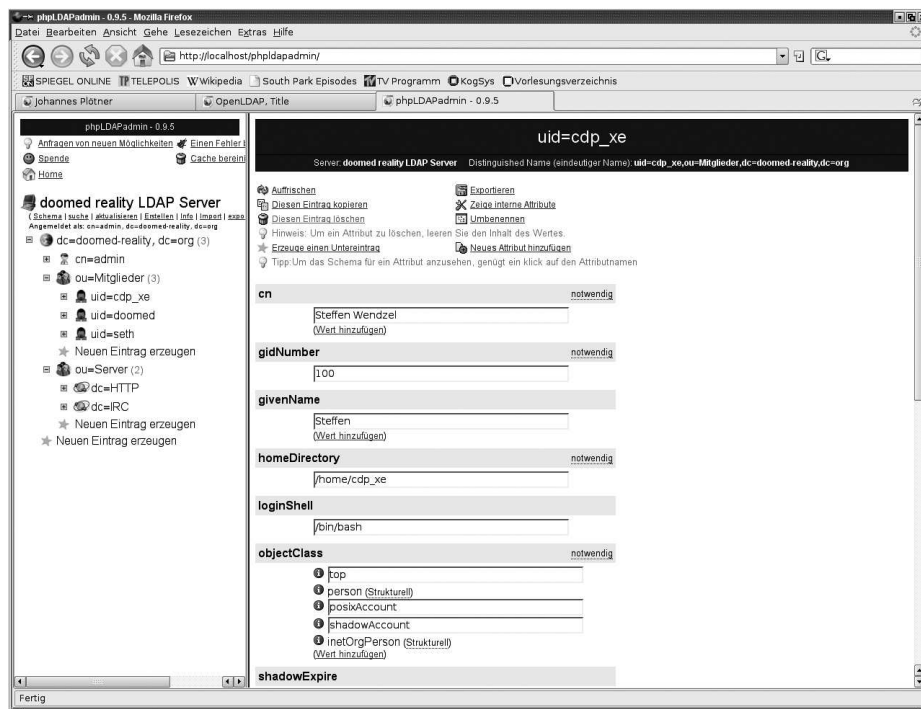 phpLDAPadmin - 0.9.5 - Mozilla Firefox
Datei Bearbeiten Ansicht Gehe Lesezeichen Extras Hilfe
http://localhost/phpldapadmin/
SPIEGEL ONLINE TELEPOLIS Wikipedia South Park Episodes TV Programm KogSys Vorlesungsverzeichnis
Johannes Plötner OpenLDAP, Title phpLDAPadmin - 0.9.5
phpLDAPadmin - 0.9.5
Anfragen von neuen Möglichkeiten Einen Fehler
Spende Cache bereini
Home
doomed reality LDAP Server
( Schema | suche | aktualisieren | Erstellen | Info | Import | expo
Angemeldet als: cn=admin, dc=doomed-reality, dc=org
dc=doomed-reality, dc=org (3)
cn=admin
ou=Mitglieder (3)
uid=cdp_xe
uid=doomed
uid=seth
Neuen Eintrag erzeugen
ou=Server (2)
dc=HTTP
dc=IRC
Neuen Eintrag erzeugen
Neuen Eintrag erzeugen
uid=cdp_xe
Server: doomed reality LDAP Server Distinguished Name (eindeutiger Name): uid=cdp_xe,ou=Mitglieder,dc=doomed-reality,dc=org
Auffrischen Exportieren
Diesen Eintrag kopieren Zeige interne Attribute
Diesen Eintrag löschen Umbenennen
Hinweis: Um ein Attribut zu löschen, leeren Sie den Inhalt des Wertes.
Erzeuge einen Untereintrag Neues Attribut hinzufügen
Tipp:Um das Schema für ein Attribut anzusehen, genügt ein klick auf den Attributnamen
cn notwendig
Steffen Wendzel
(Wert hinzufügen)
gidNumber notwendig
100
givenName
Steffen
(Wert hinzufügen)
homeDirectory notwendig
/home/cdp_xe
loginShell
/bin/bash
objectClass notwendig
top
person (Strukturell)
posixAccount
shadowAccount
inetOrgPerson (Strukturell)
(Wert hinzufügen)
shadowExpire
Fertig